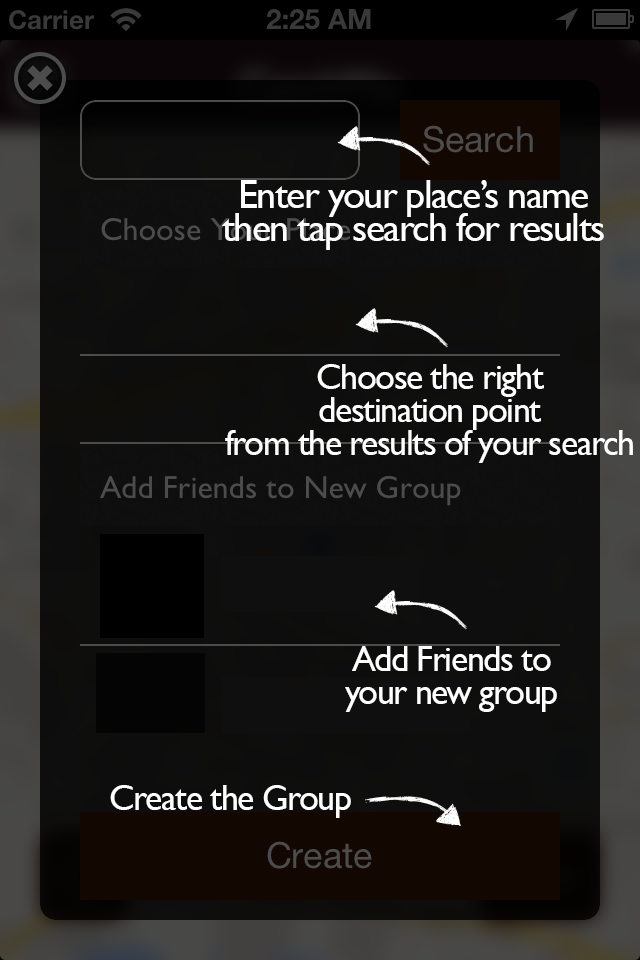 Carrier 2:25 AM
Search
Enter your place's name
then tap search for results
Choose Your Place
Choose the right
destination point
from the results of your search
Add Friends to New Group
Add Friends to
your new group
Create the Group
Create